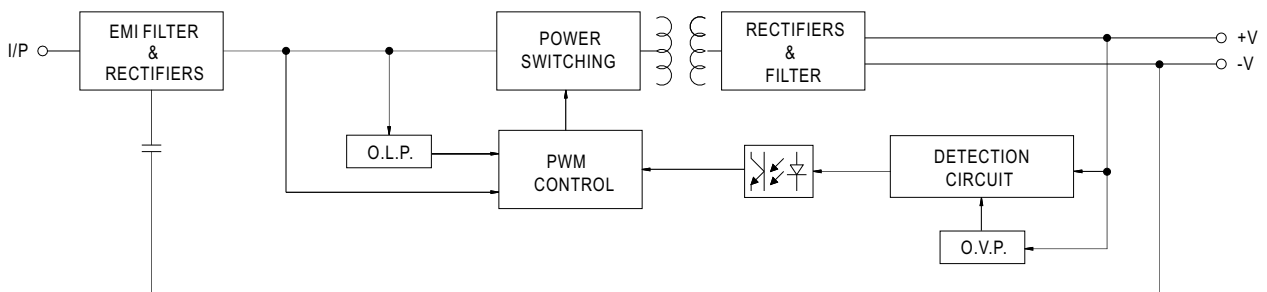 I/P
EMI FILTER
&
RECTIFIERS
POWER
SWITCHING
RECTIFIERS
&
FILTER
+V
-V
O.L.P.
PWM
CONTROL
DETECTION
CIRCUIT
O.V.P.